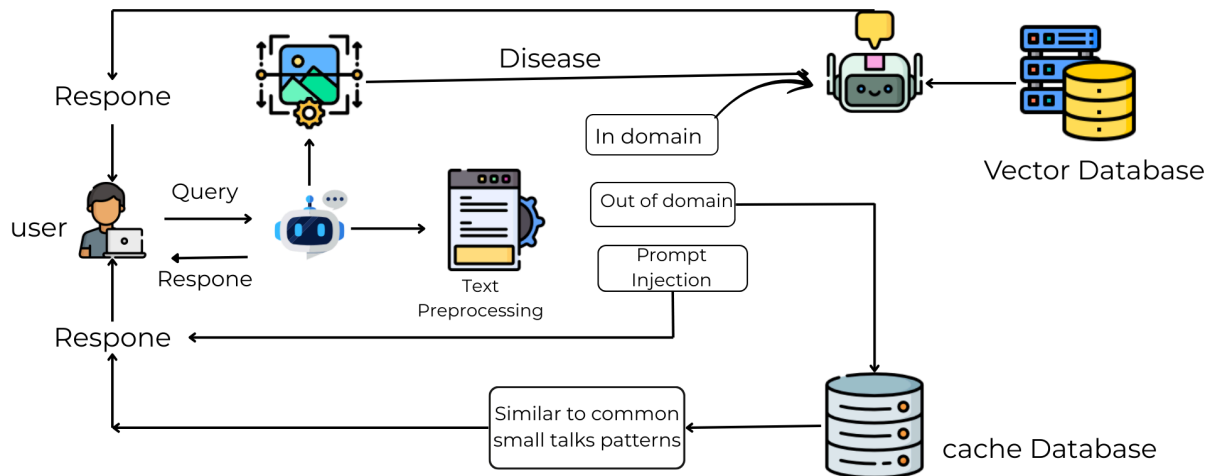 Disease
Respone
In domain
Vector Database
Query
user
Out of domain
Respone
Prompt
Injection
Text
Preprocessing
Respone
Similar to common
small talks patterns
cache Database